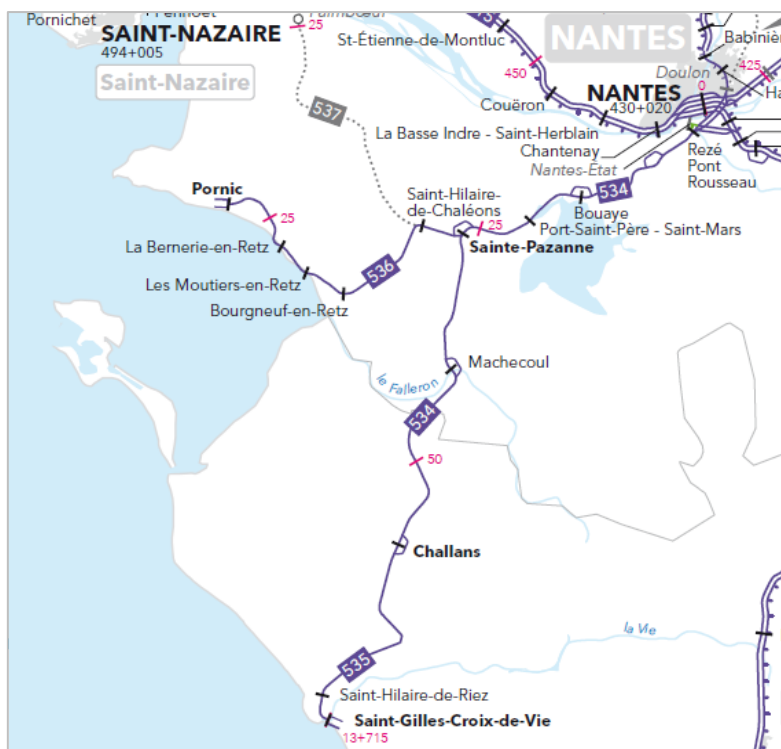 Pornichet
SAINT-NAZAIRE
494+005
Saint-Nazaire
25
537
St-Étienne-de-Montluc
450
Couëron
NANTES
NANTES
430+020
Doulon
0
425
La Basse Indre - Saint-Herblain
Chantenay
Nantes-État
Rezé
Pont
Rousseau
534
Bouaye
Port-Saint-Père - Saint-Mars
25
Sainte-Pazanne
Saint-Hilaire-
de-Chaléons
Pornic
25
La Bernerie-en-Retz
536
Les Moutiers-en-Retz
Bourgneuf-en-Retz
Machecoul
le Falleron
534
50
Challans
la Vie
535
Saint-Hilaire-de-Riez
Saint-Gilles-Croix-de-Vie
13+715